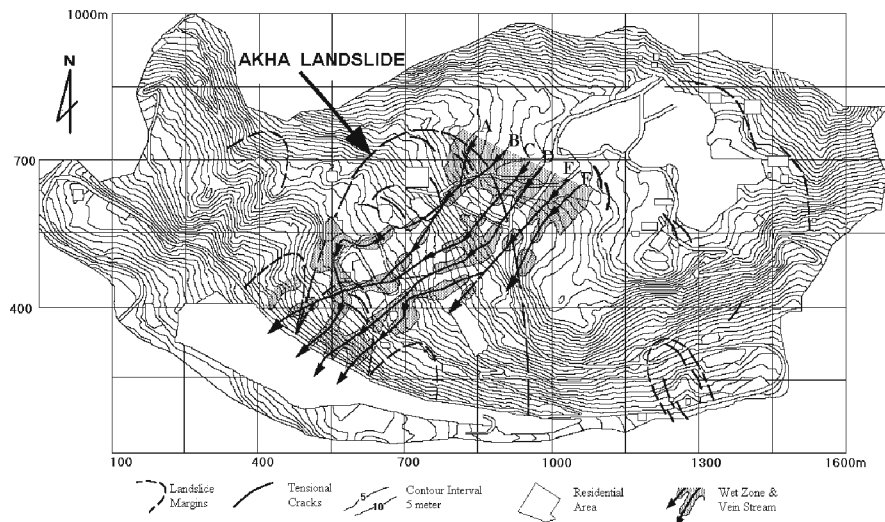 1000m
N
AKHA LANDSLIDE
A
B
C
D
E
F
700
400
100 400 700 1000 1300 1600m
Landslide Margins
Tensional Cracks
5
10
Contour Interval 5 meter
Residential Area
Wet Zone & Vein Stream